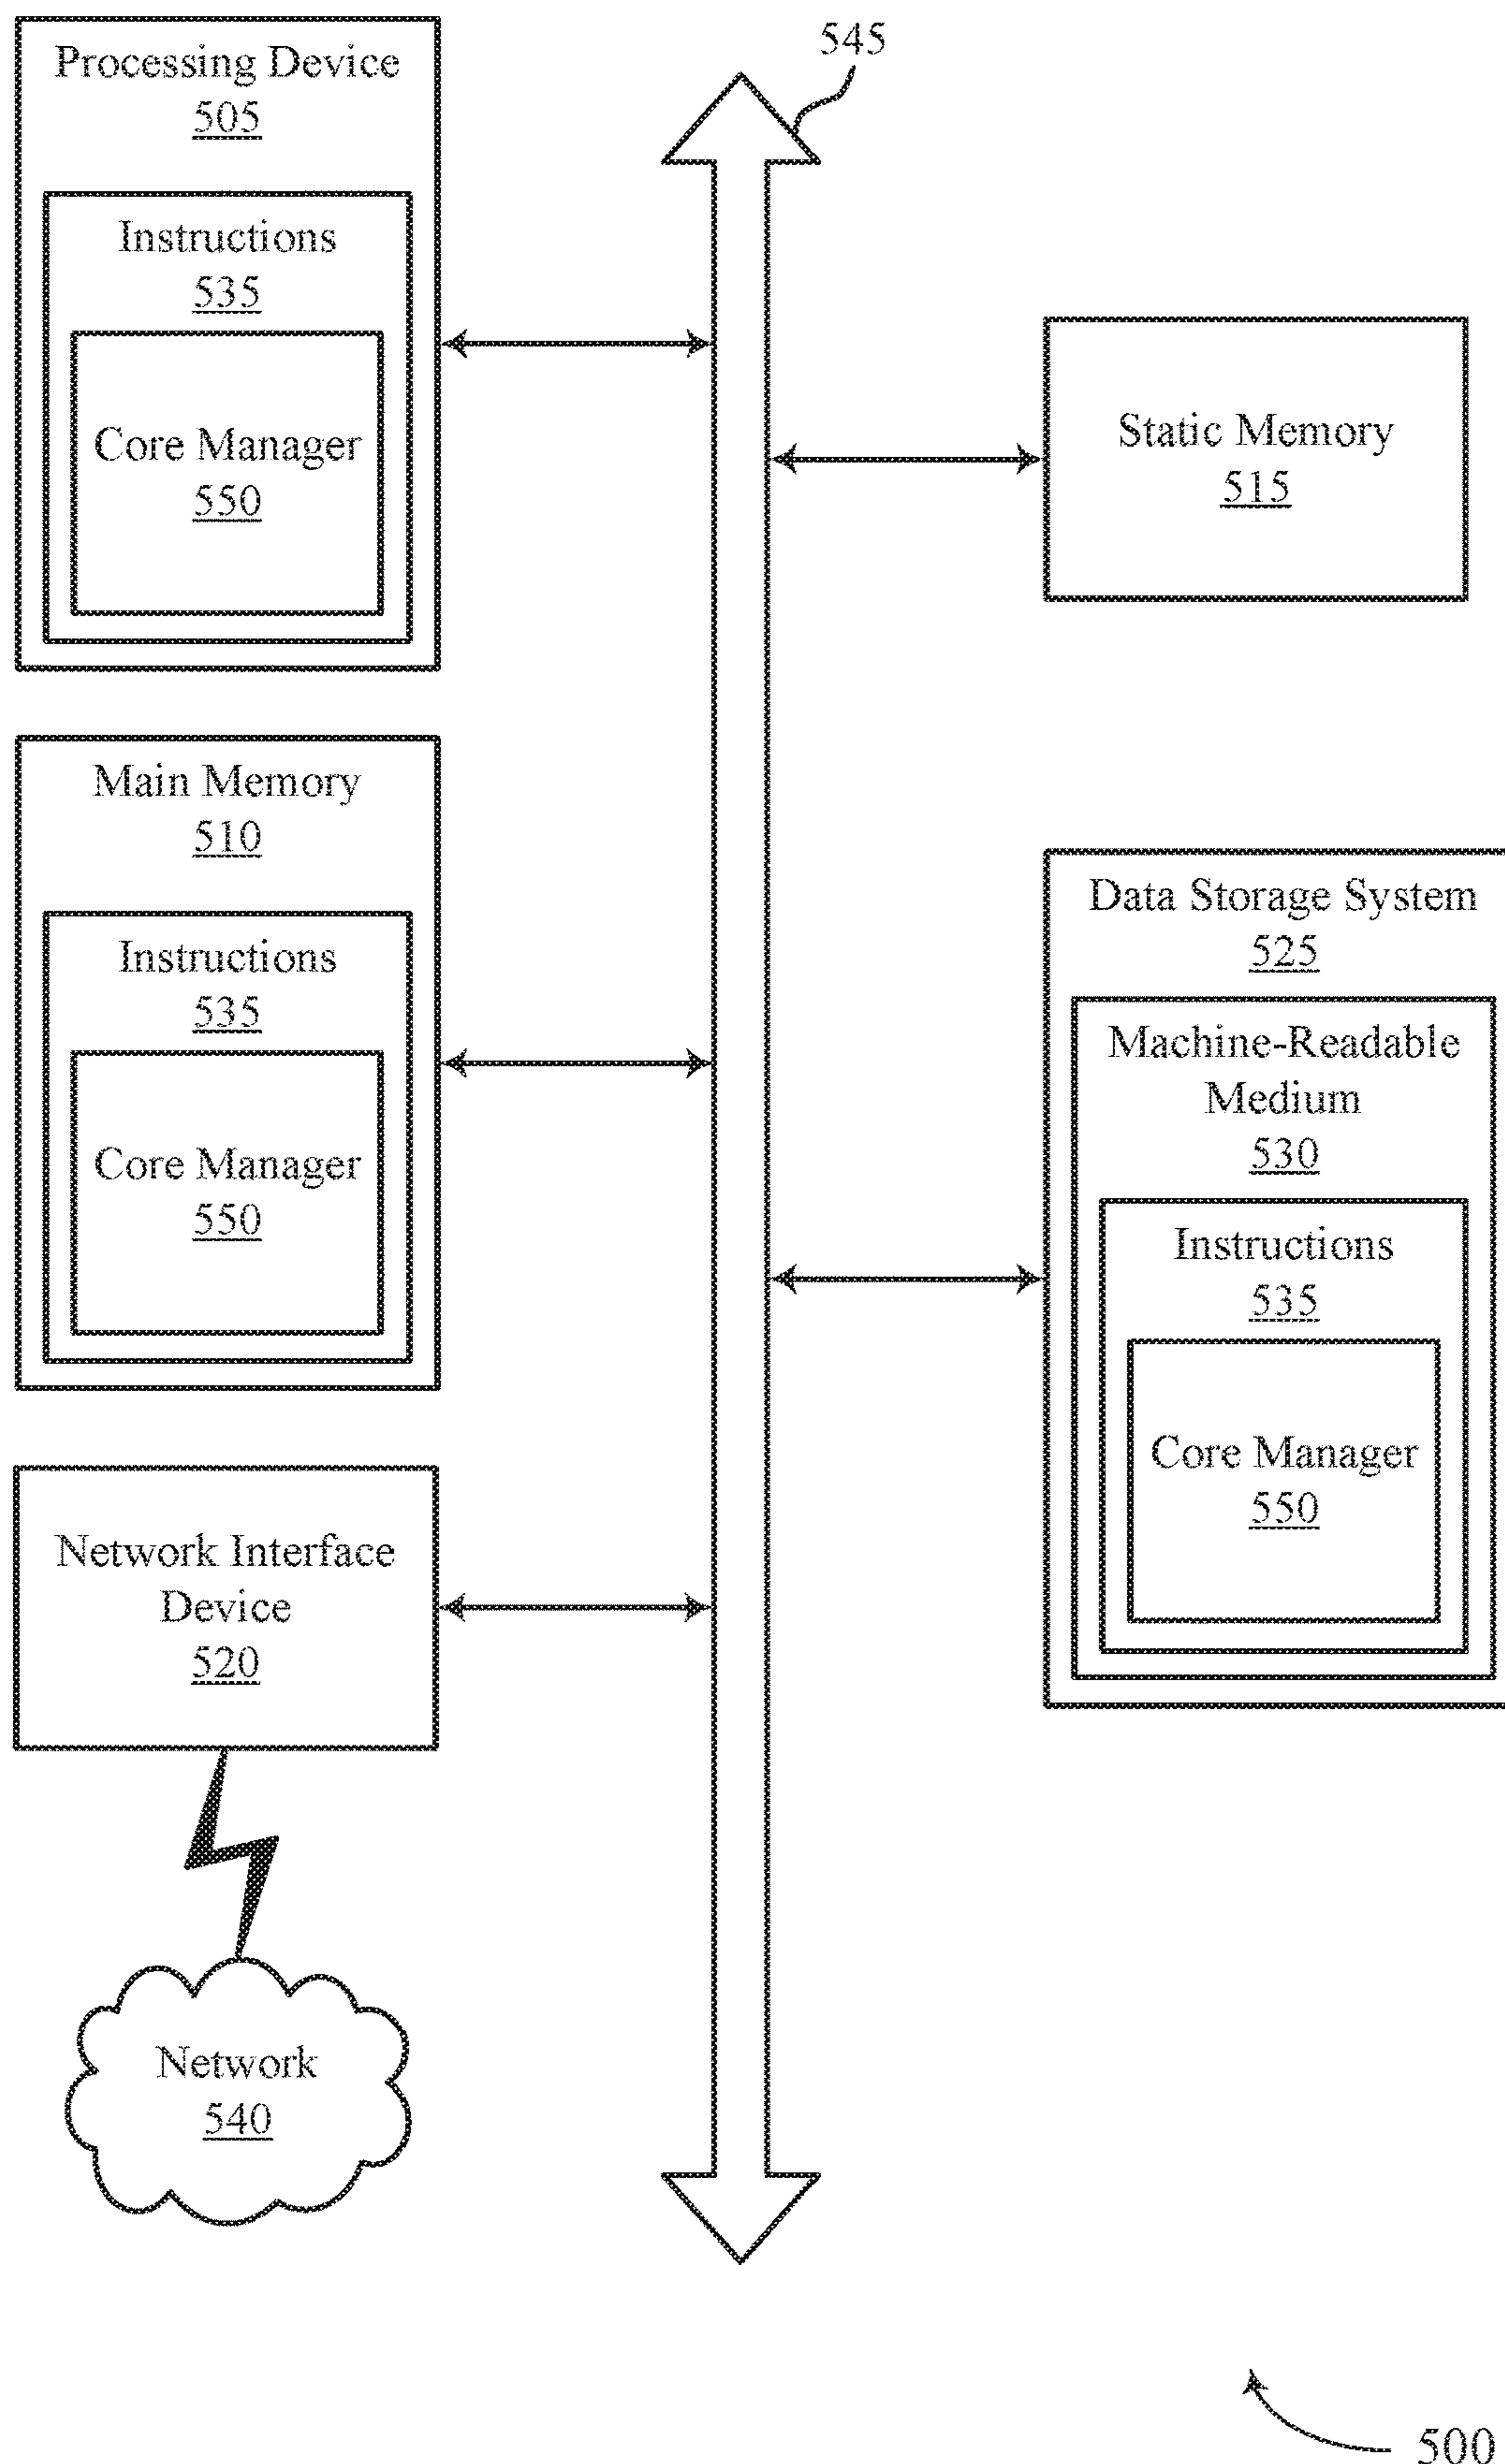 Processing Device
505
Instructions
535
Core Manager
550
545
Static Memory
515
Main Memory
510
Instructions
535
Core Manager
550
Data Storage System
525
Machine-Readable
Medium
530
Instructions
535
Core Manager
550
Network Interface
Device
520
Network
540
500